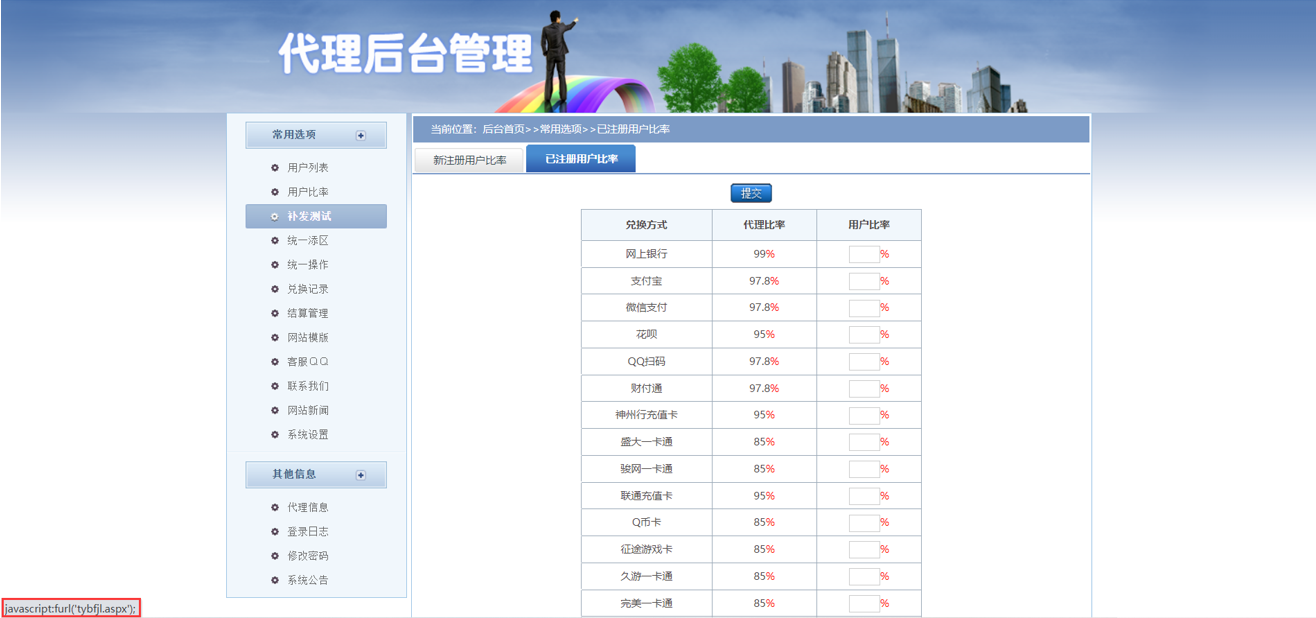 代理后台管理
常用选项
用户列表
用户比率
补发测试
统一添区
统一操作
兑换记录
结算管理
网站模版
客服QQ
联系我们
网站新闻
系统设置
其他信息
代理信息
登录日志
修改密码
系统公告
当前位置:后台首页>>常用选项>>已注册用户比率
新注册用户比率 已注册用户比率
提交
兑换方式 代理比率 用户比率
网上银行 99% %
支付宝 97.8% %
微信支付 97.8% %
花呗 95% %
QQ扫码 97.8% %
财付通 97.8% %
神州行充值卡 95% %
盛大一卡通 85% %
骏网一卡通 85% %
联通充值卡 95% %
Q币卡 85% %
征途游戏卡 85% %
久游一卡通 85% %
完美一卡通 85% %
javascript:furl('tybfjl.aspx');